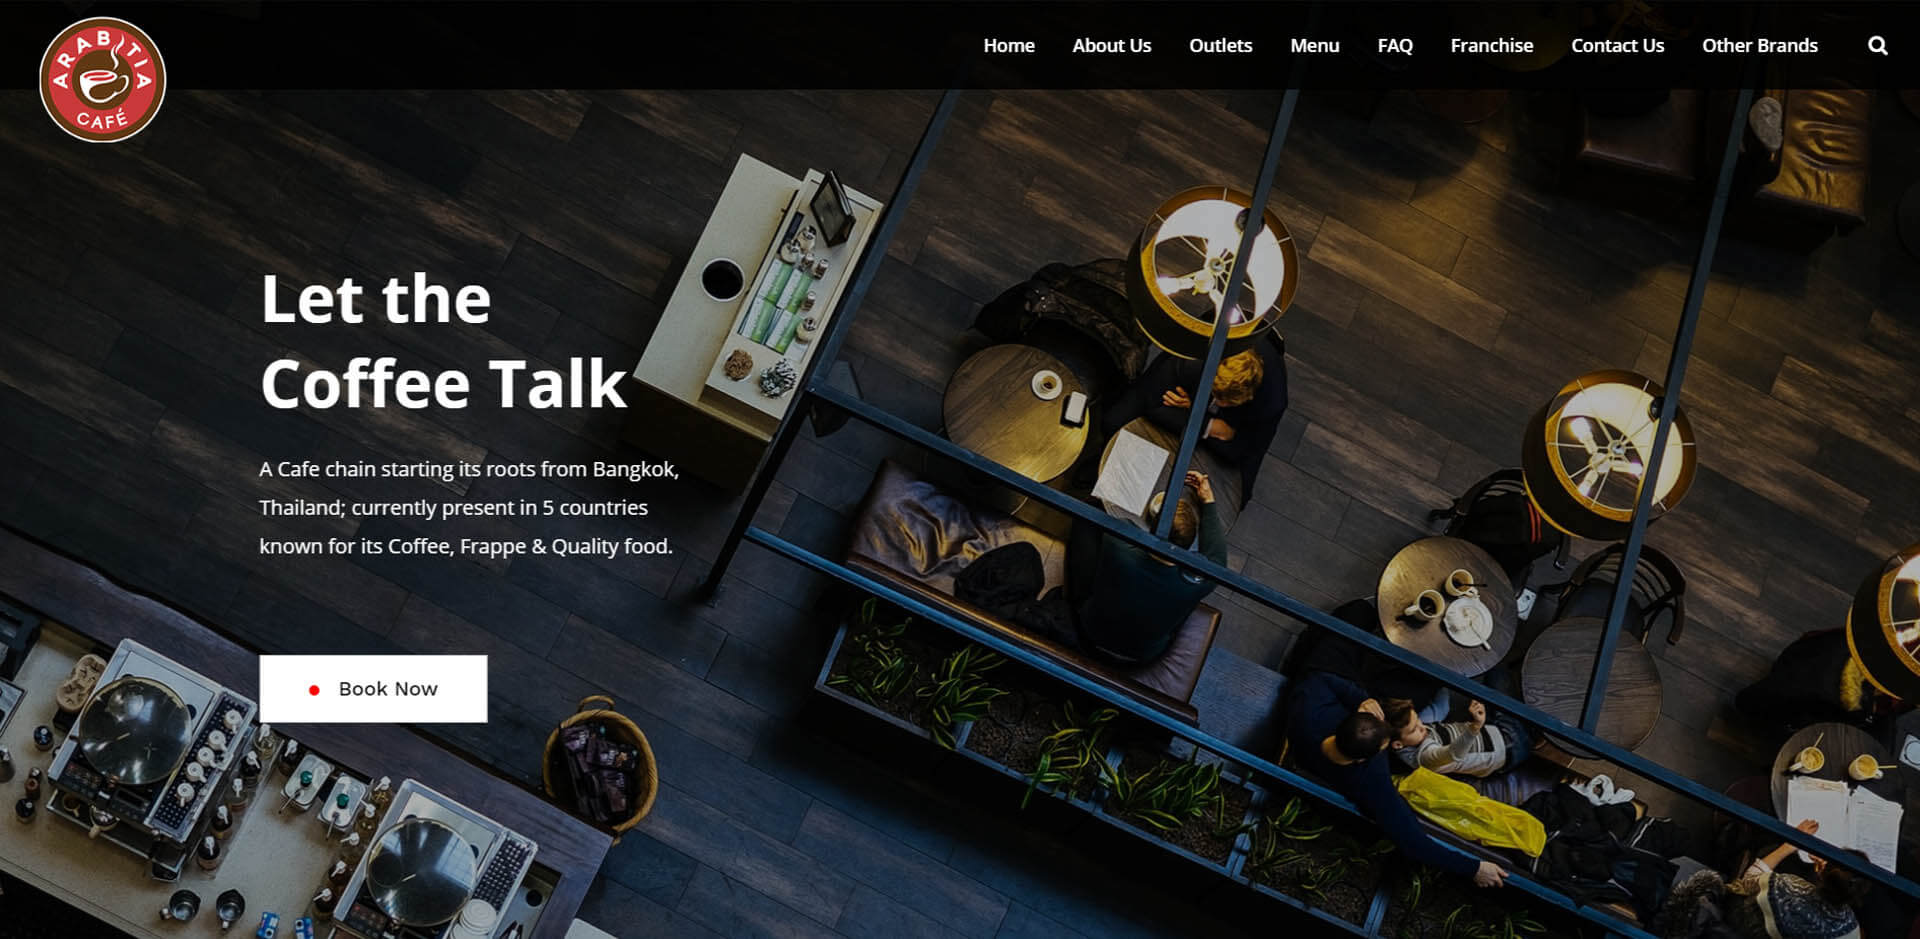 ARABITIA
CAFÉ
Home
About Us
Outlets
Menu
FAQ
Franchise
Contact Us
Other Brands
Let the
Coffee Talk
A Cafe chain starting its roots from Bangkok,
Thailand; currently present in 5 countries
known for its Coffee, Frappe & Quality food.
Book Now